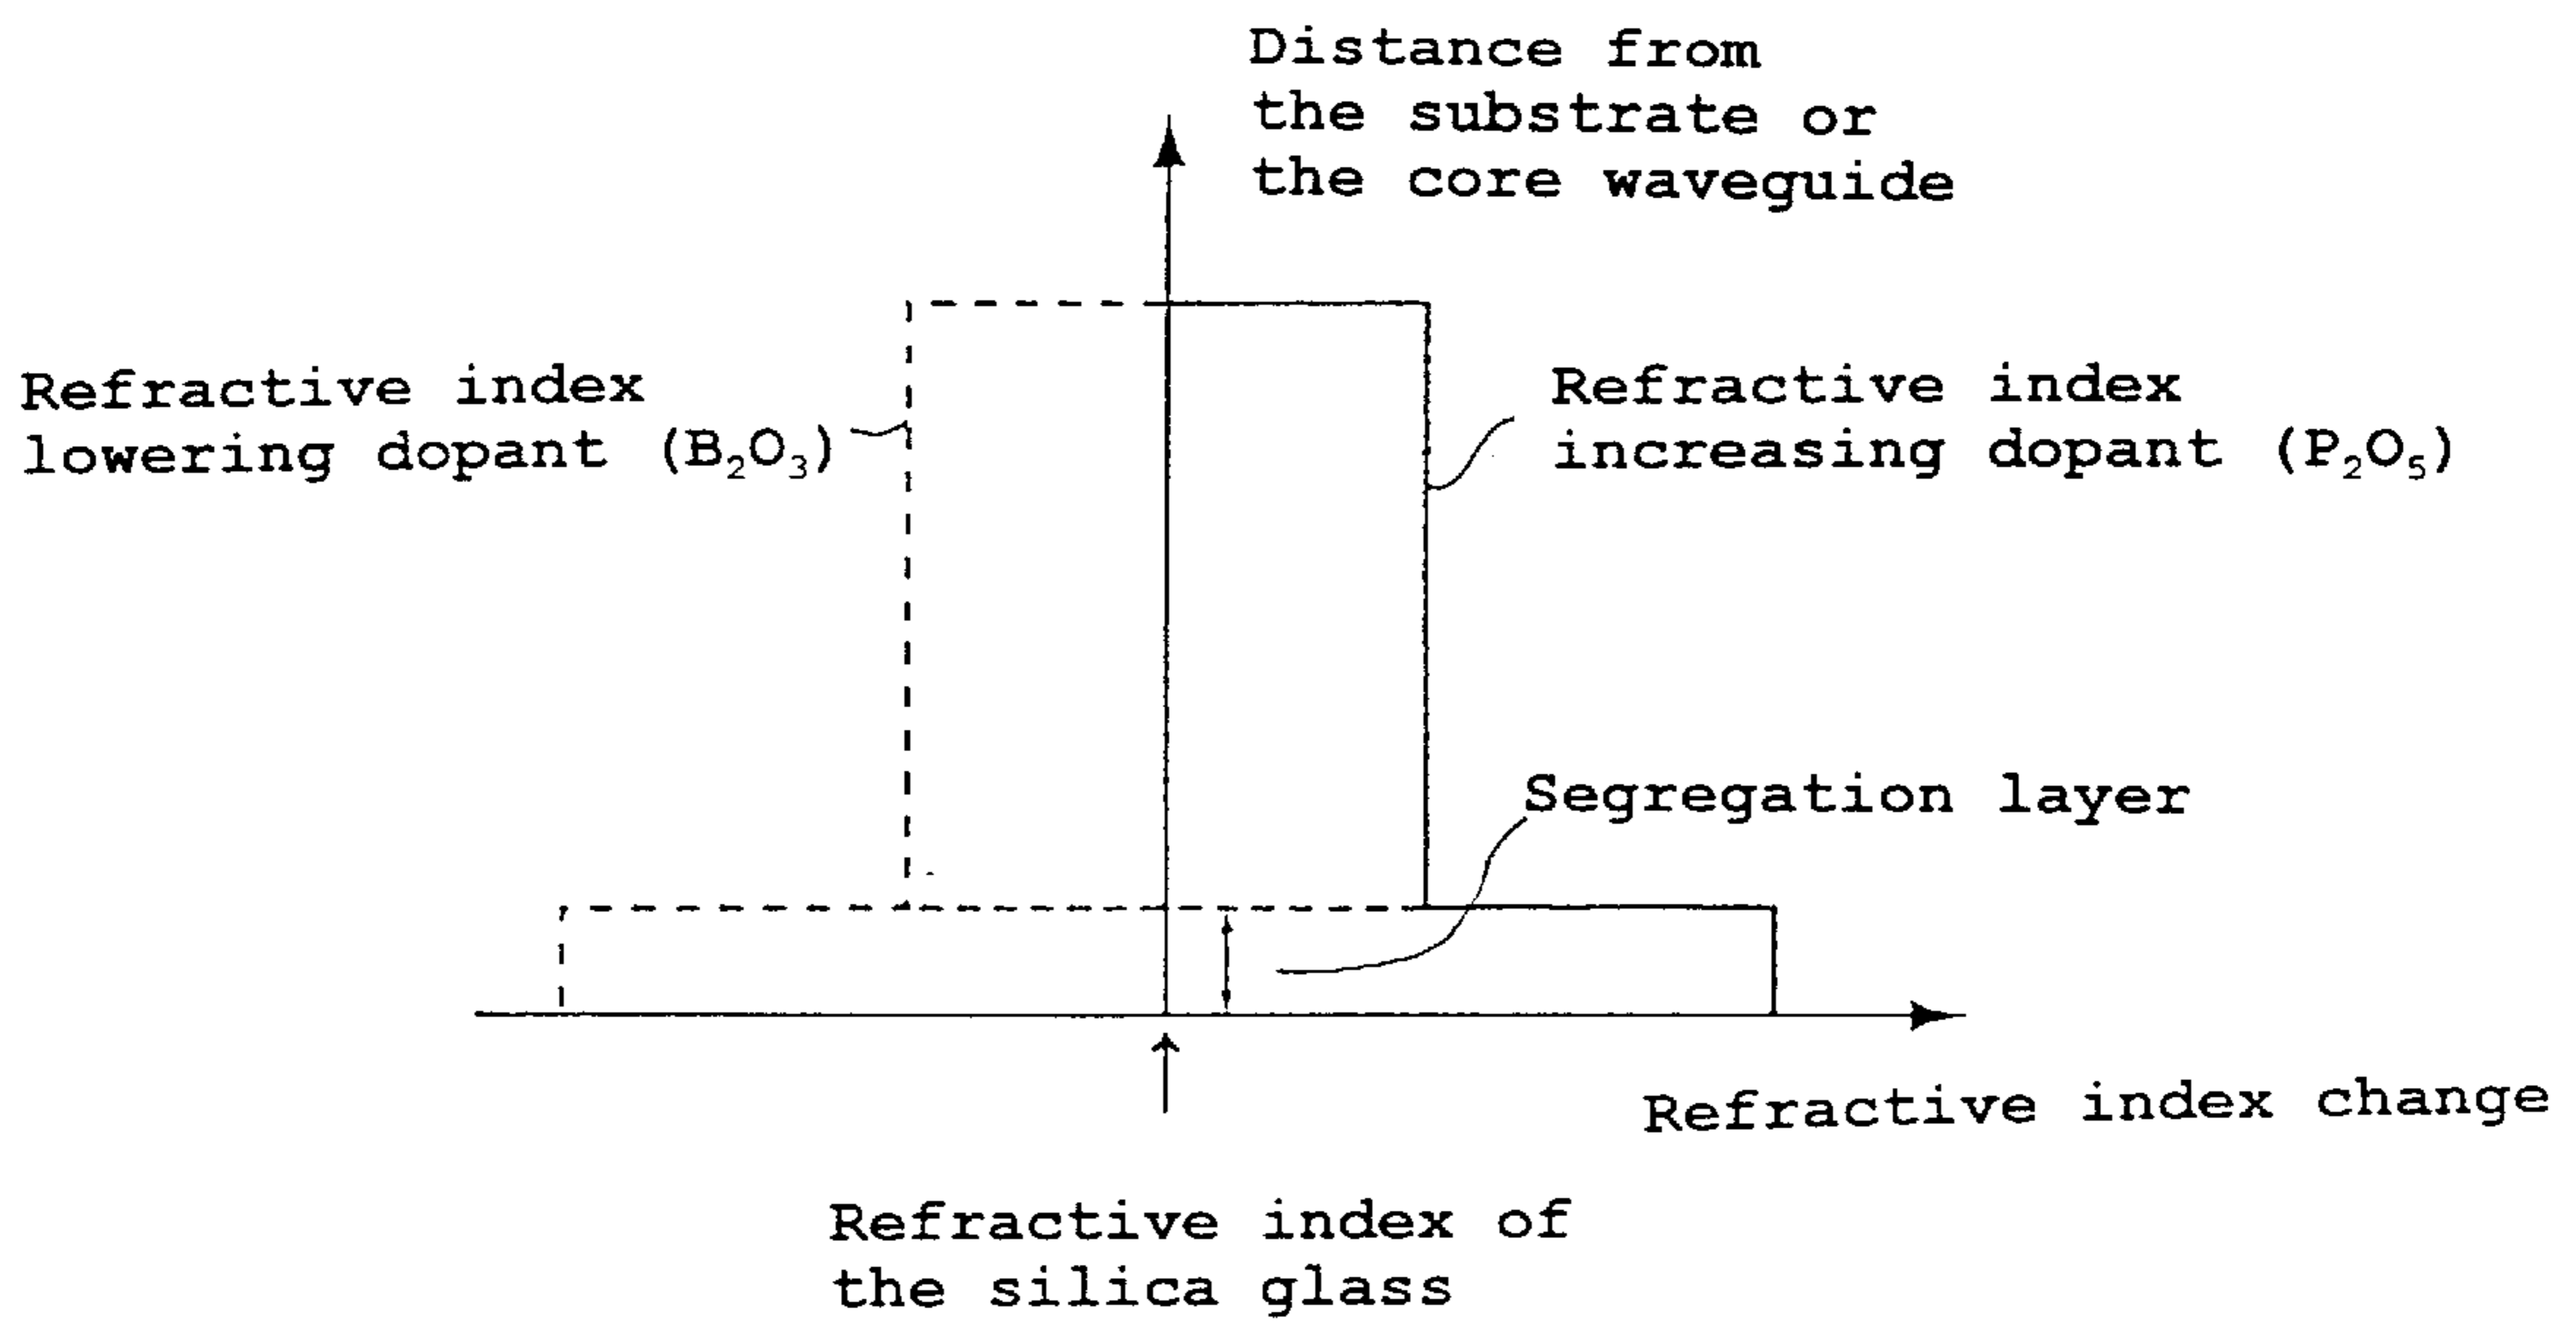 Distance from
the substrate or
the core waveguide
Refractive index
lowering dopant (B₂O₃)
Refractive index
increasing dopant (P₂O₅)
Segregation layer
Refractive index change
Refractive index of
the silica glass